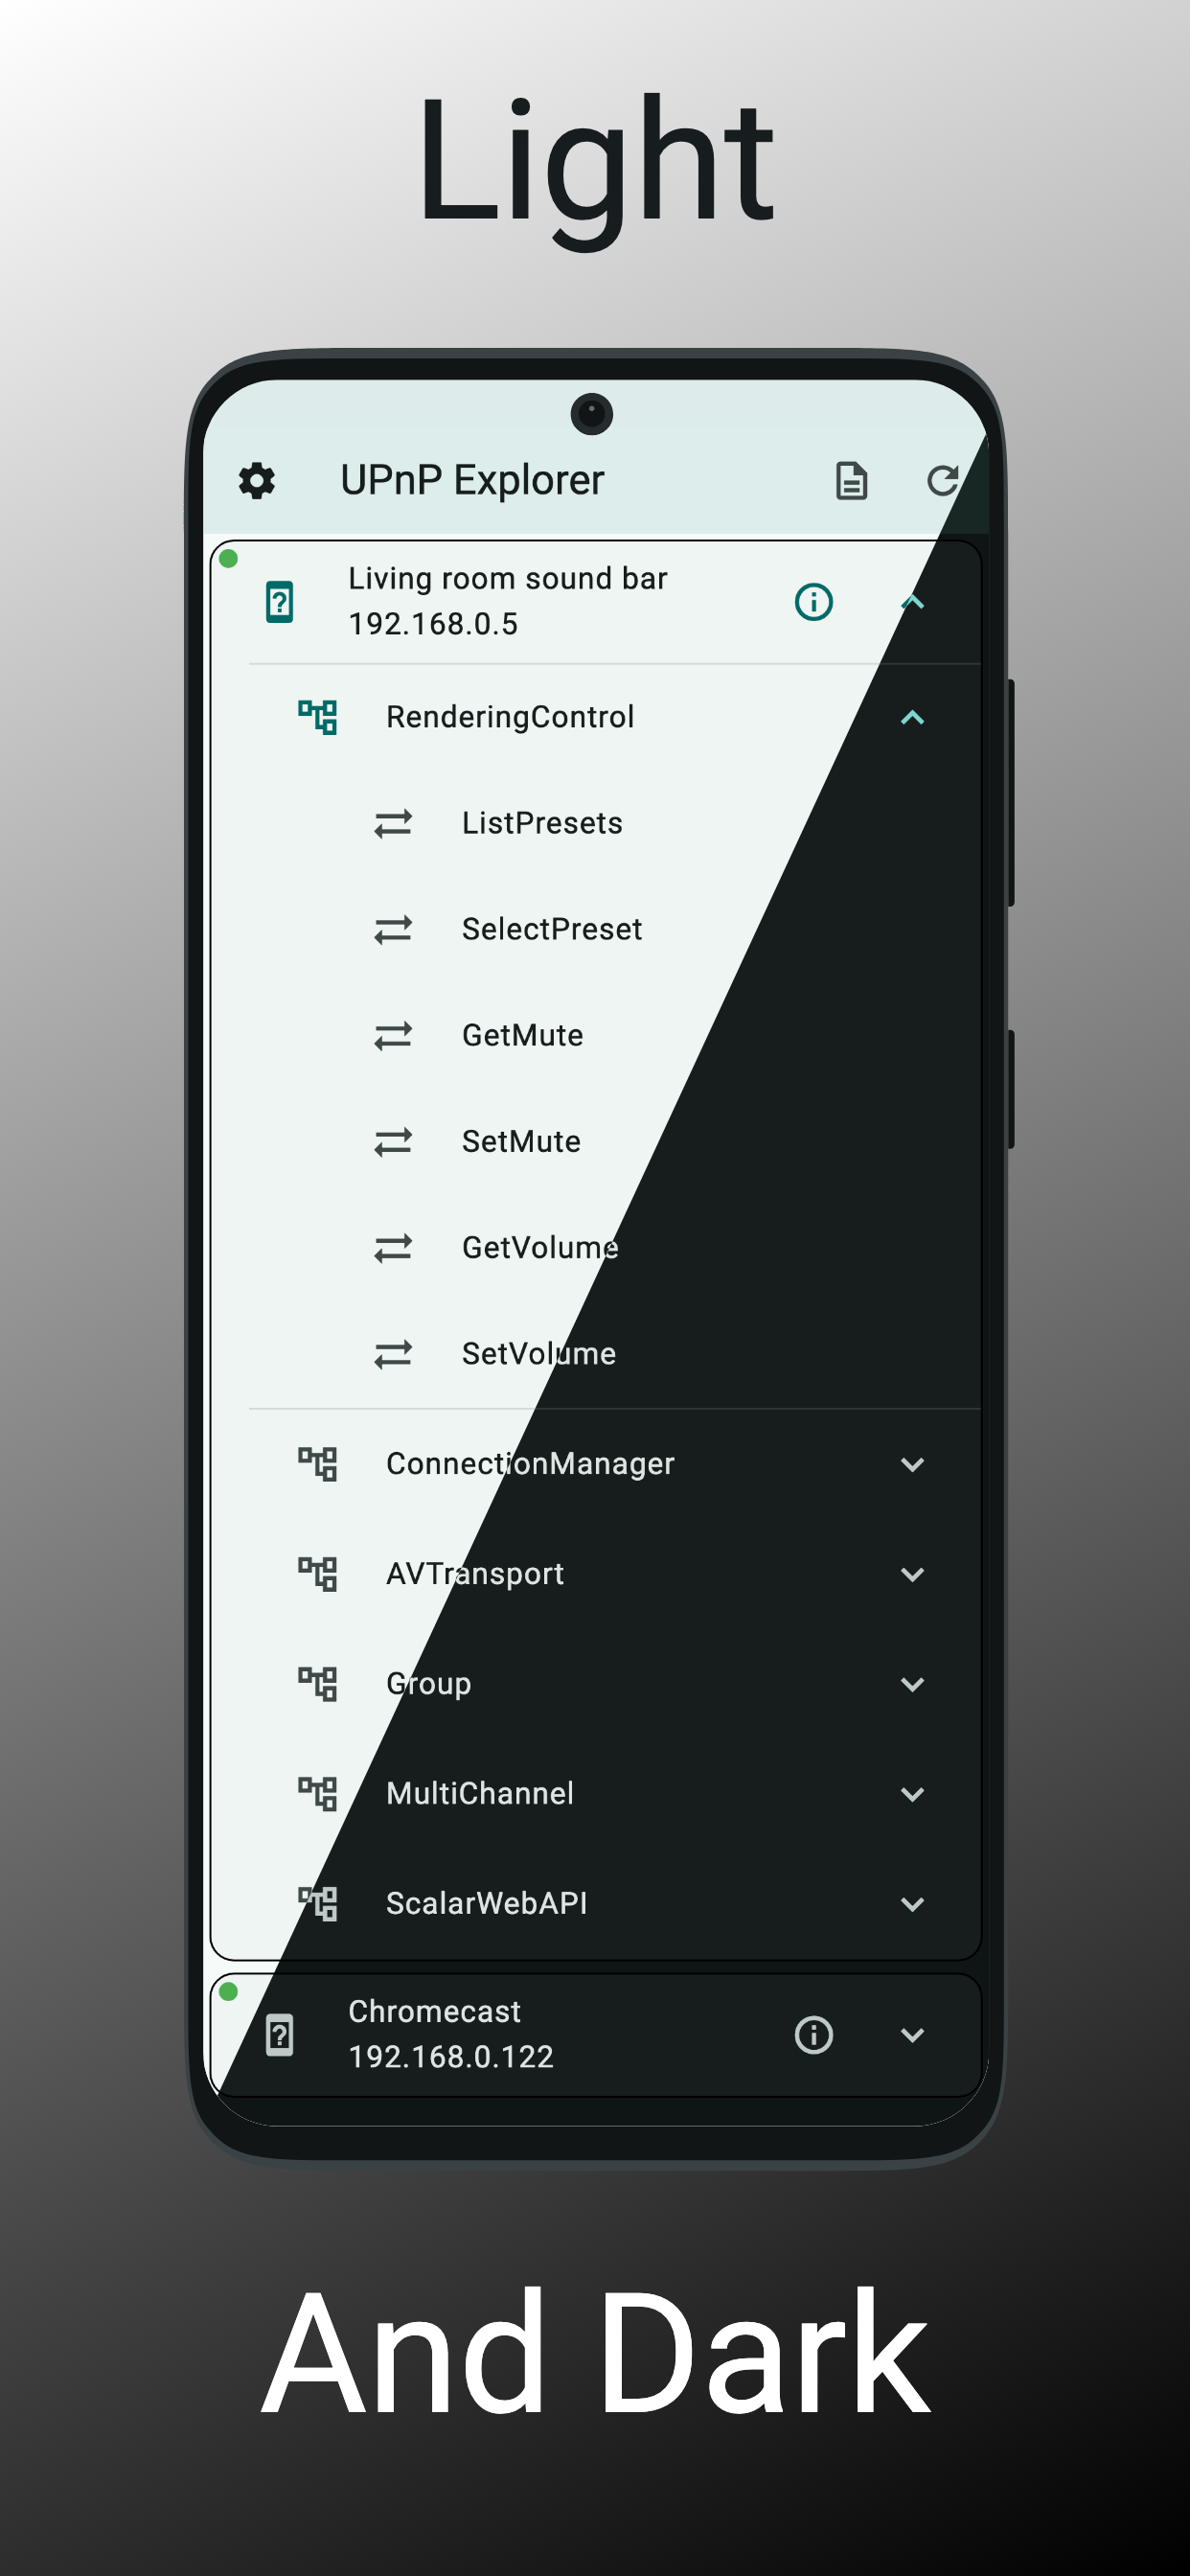 Light
UPnP Explorer
Living room sound bar
192.168.0.5
RenderingControl
ListPresets
SelectPreset
GetMute
SetMute
GetVolume
SetVolume
ConnectionManager
AVTransport
Group
MultiChannel
ScalarWebAPI
Chromecast
192.168.0.122
And Dark